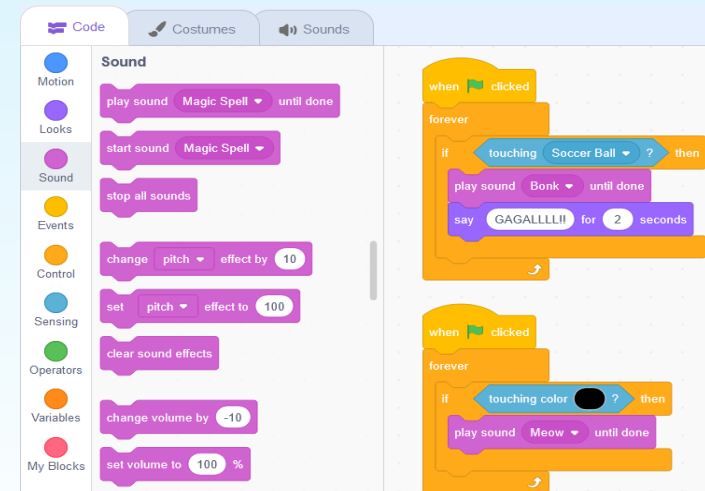 Code
Costumes
Sounds
Motion
Looks
Sound
Events
Control
Sensing
Operators
Variables
My Blocks
Sound
play sound Magic Spell until done
start sound Magic Spell
stop all sounds
change pitch effect by 10
set pitch effect to 100
clear sound effects
change volume by -10
set volume to 100 %
when clicked
forever
if touching Soccer Ball ? then
play sound Bonk until done
say GAGALLLL!! for 2 seconds
when clicked
forever
if touching color ? then
play sound Meow until done